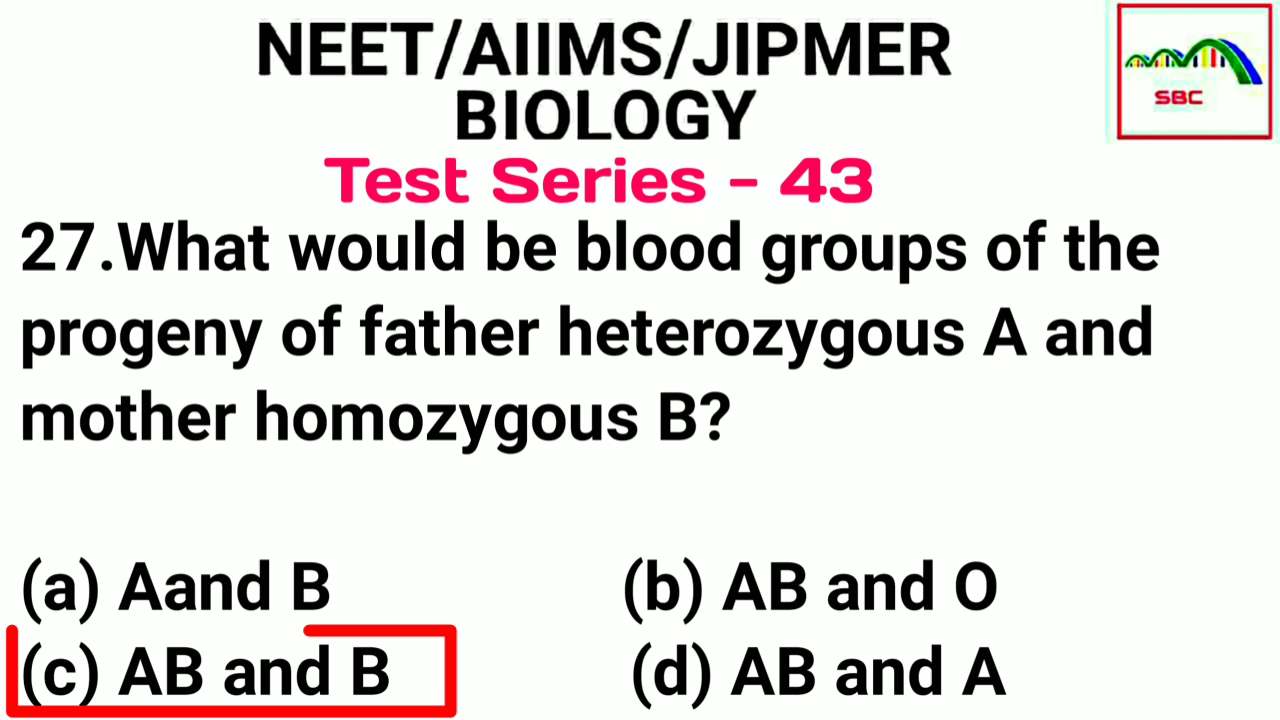 NEET/AIIMS/JIPMER
BIOLOGY
SBC
Test Series - 43
27.What would be blood groups of the
progeny of father heterozygous A and
mother homozygous B?
(a) Aand B
(b) AB and O
(c) AB and B
(d) AB and A